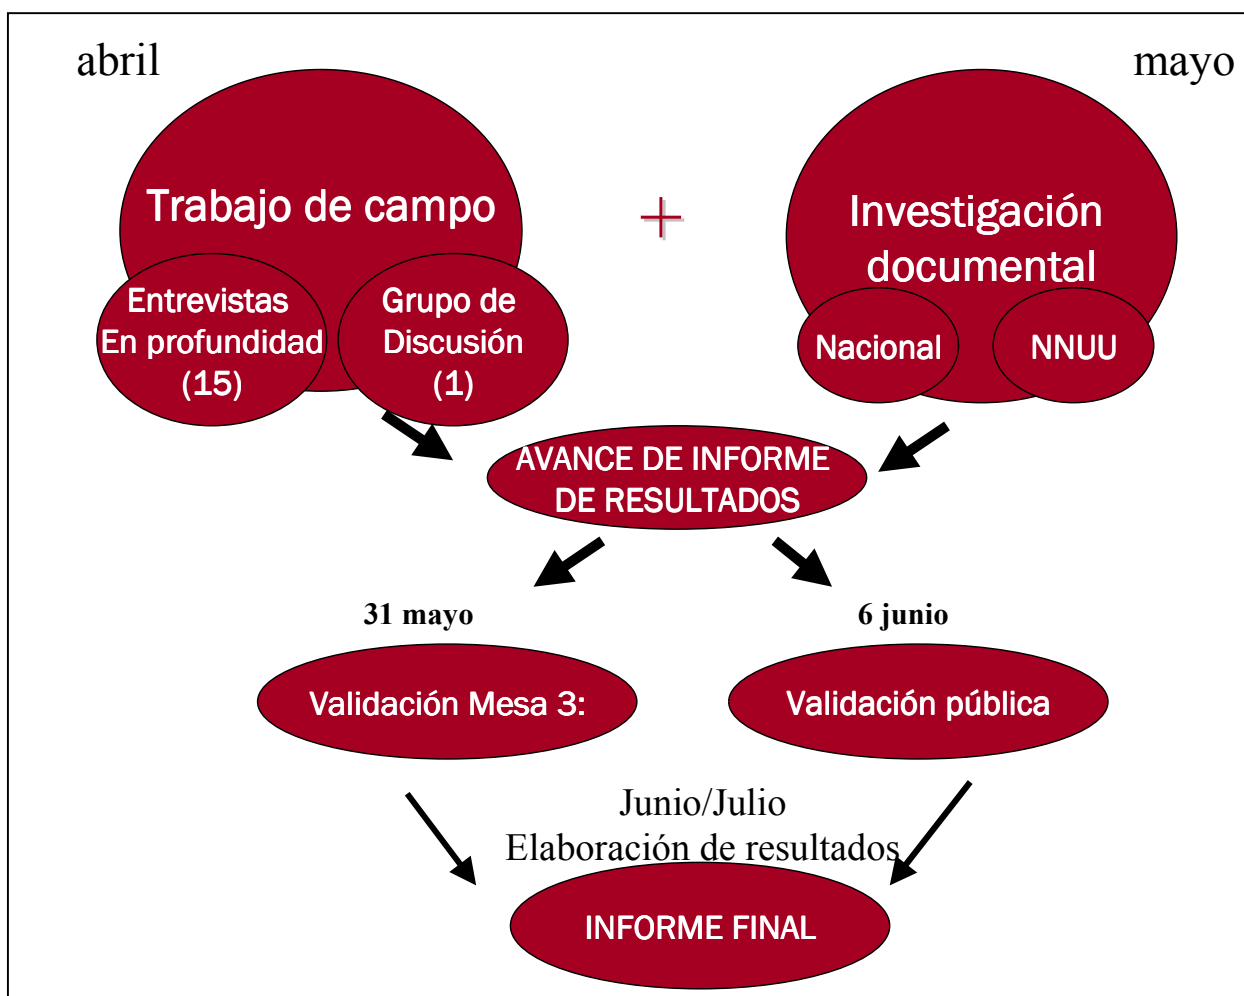 abril
mayo
Trabajo de campo
+
Investigación
documental
Entrevistas
En profundidad
(15)
Grupo de
Discusión
(1)
Nacional
NNUU
AVANCE DE INFORME
DE RESULTADOS
31 mayo
6 junio
Validación Mesa 3:
Validación pública
Junio/Julio
Elaboración de resultados
INFORME FINAL